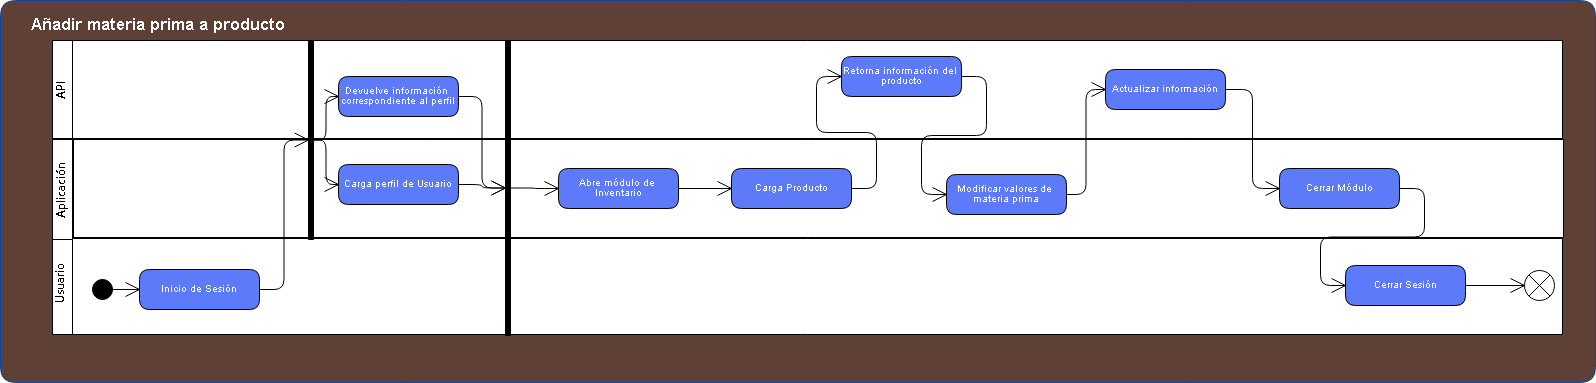 Añadir materia prima a producto
API
Devuelve información
correspondiente al perfil
Retorna información del
producto
Actualizar información
Aplicación
Carga perfil de Usuario
Abre módulo de
Inventario
Carga Producto
Modificar valores de
materia prima
Cerrar Módulo
Usuario
Inicio de Sesión
Cerrar Sesión